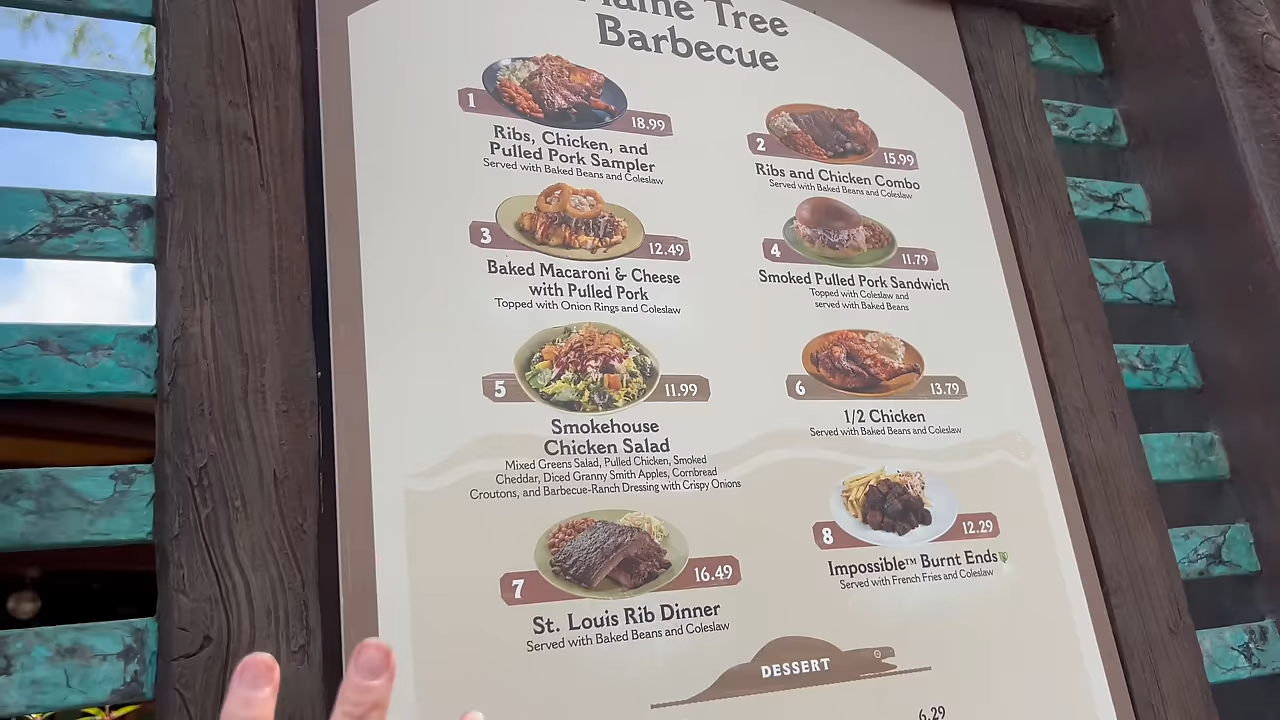 Flame Tree
Barbecue
1
18.99
Ribs, Chicken, and
Pulled Pork Sampler
Served with Baked Beans and Coleslaw
2
15.99
Ribs and Chicken Combo
Served with Baked Beans and Coleslaw
3
12.49
Baked Macaroni & Cheese
with Pulled Pork
Topped with Onion Rings and Coleslaw
4
11.79
Smoked Pulled Pork Sandwich
Topped with Coleslaw and
served with Baked Beans
5
11.99
Smokehouse
Chicken Salad
Mixed Greens Salad, Pulled Chicken, Smoked
Cheddar, Diced Granny Smith Apples, Cornbread
Croutons, and Barbecue-Ranch Dressing with Crispy Onions
6
13.79
1/2 Chicken
Served with Baked Beans and Coleslaw
7
16.49
St. Louis Rib Dinner
Served with Baked Beans and Coleslaw
8
12.29
Impossible™ Burnt Ends
Served with French Fries and Coleslaw
DESSERT
6.29